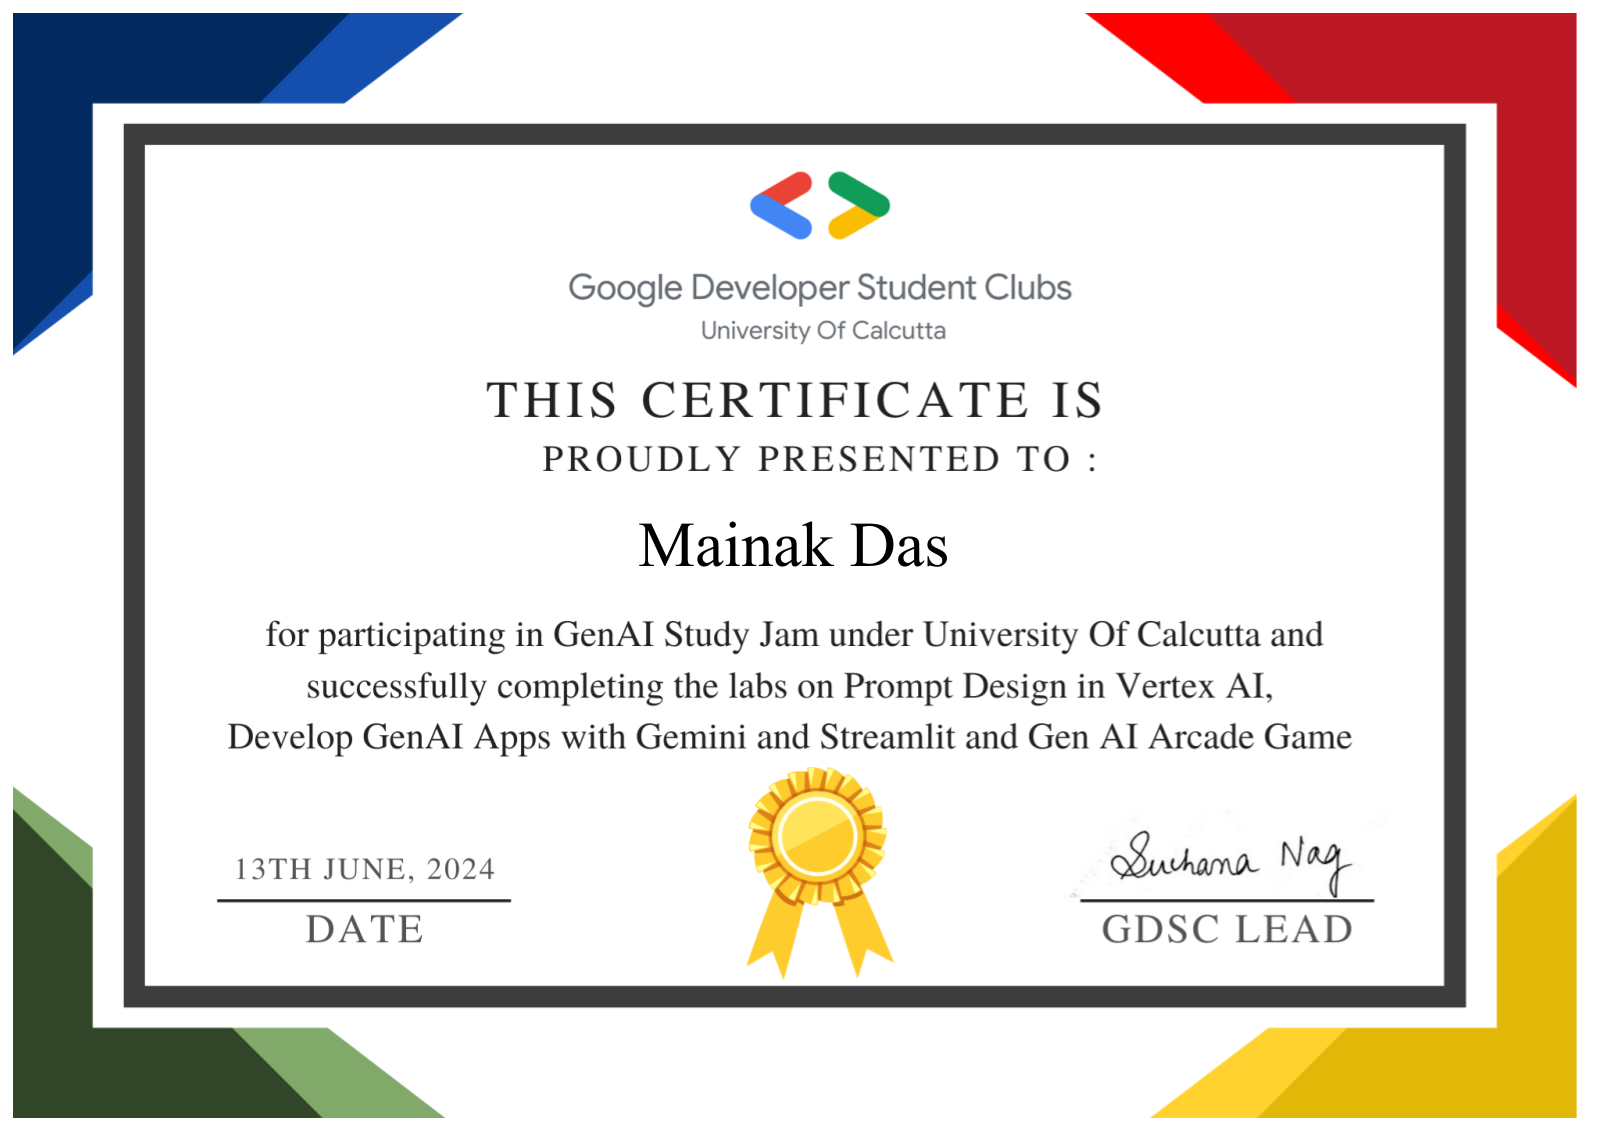 Google Developer Student Clubs
University Of Calcutta
THIS CERTIFICATE IS
PROUDLY PRESENTED TO :
Mainak Das
for participating in GenAI Study Jam under University Of Calcutta and
successfully completing the labs on Prompt Design in Vertex AI,
Develop GenAI Apps with Gemini and Streamlit and Gen AI Arcade Game
13TH JUNE, 2024
DATE
Suchana Nag
GDSC LEAD